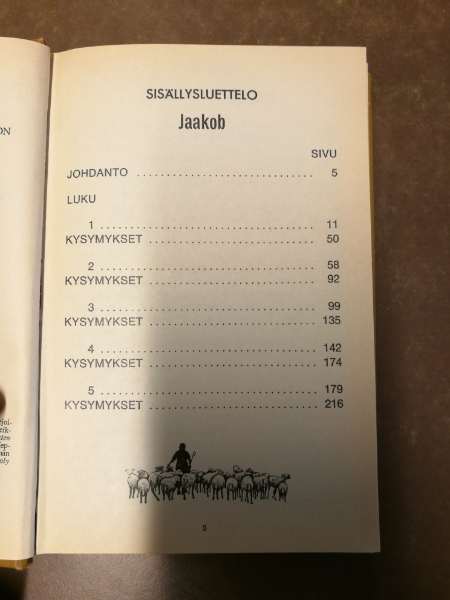 SISÄLLYSLUETTELO
Jaakob
SIVU
JOHDANTO ........................ 5
LUKU
1 ................................ 11
KYSYMYKSET ...................... 50
2 ................................ 58
KYSYMYKSET ...................... 92
3 ................................ 99
KYSYMYKSET ...................... 135
4 ................................ 142
KYSYMYKSET ...................... 174
5 ................................ 179
KYSYMYKSET ...................... 216
3